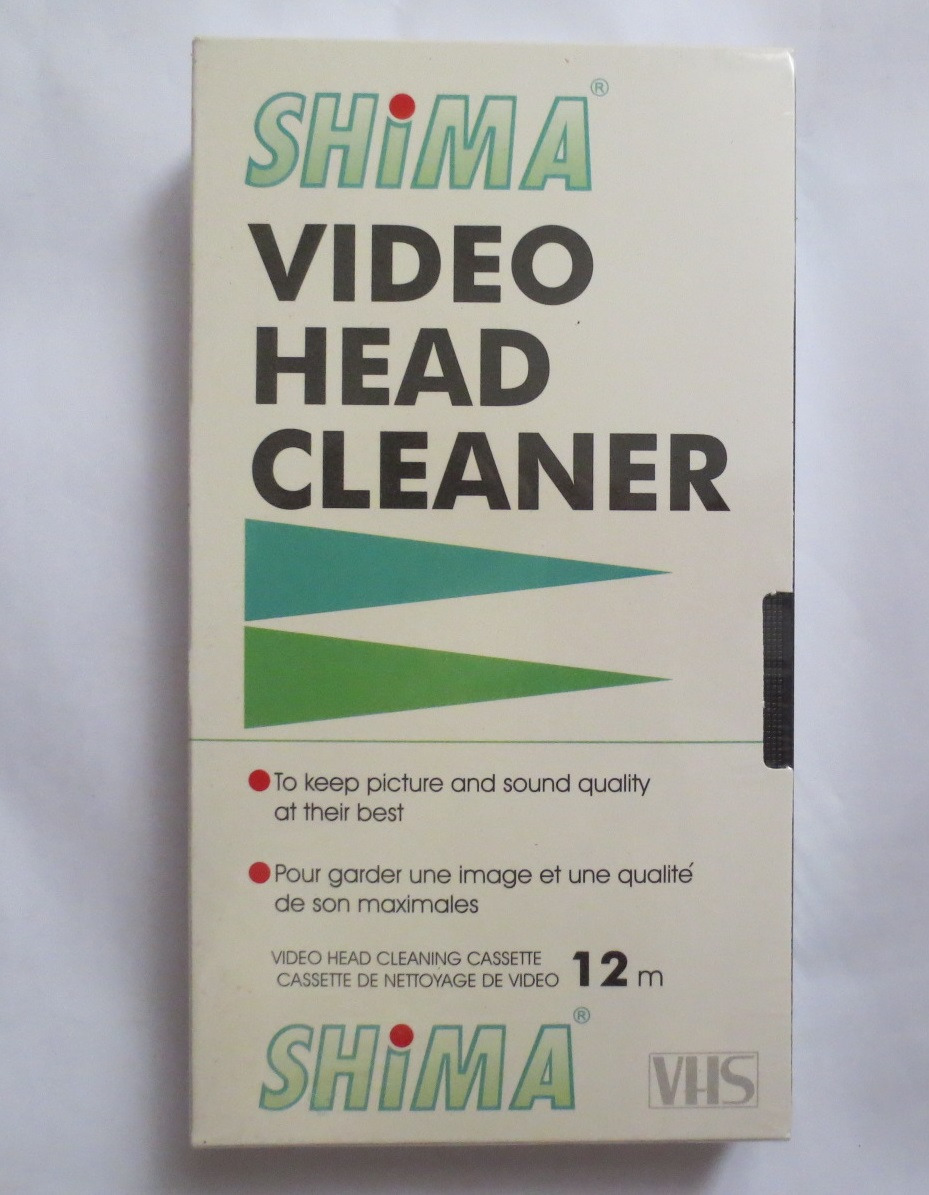 SHiMA®
VIDEO
HEAD
CLEANER
To keep picture and sound quality
at their best
Pour garder une image et une qualité
de son maximales
VIDEO HEAD CLEANING CASSETTE
CASSETTE DE NETTOYAGE DE VIDEO 12 m
SHiMA®
VHS